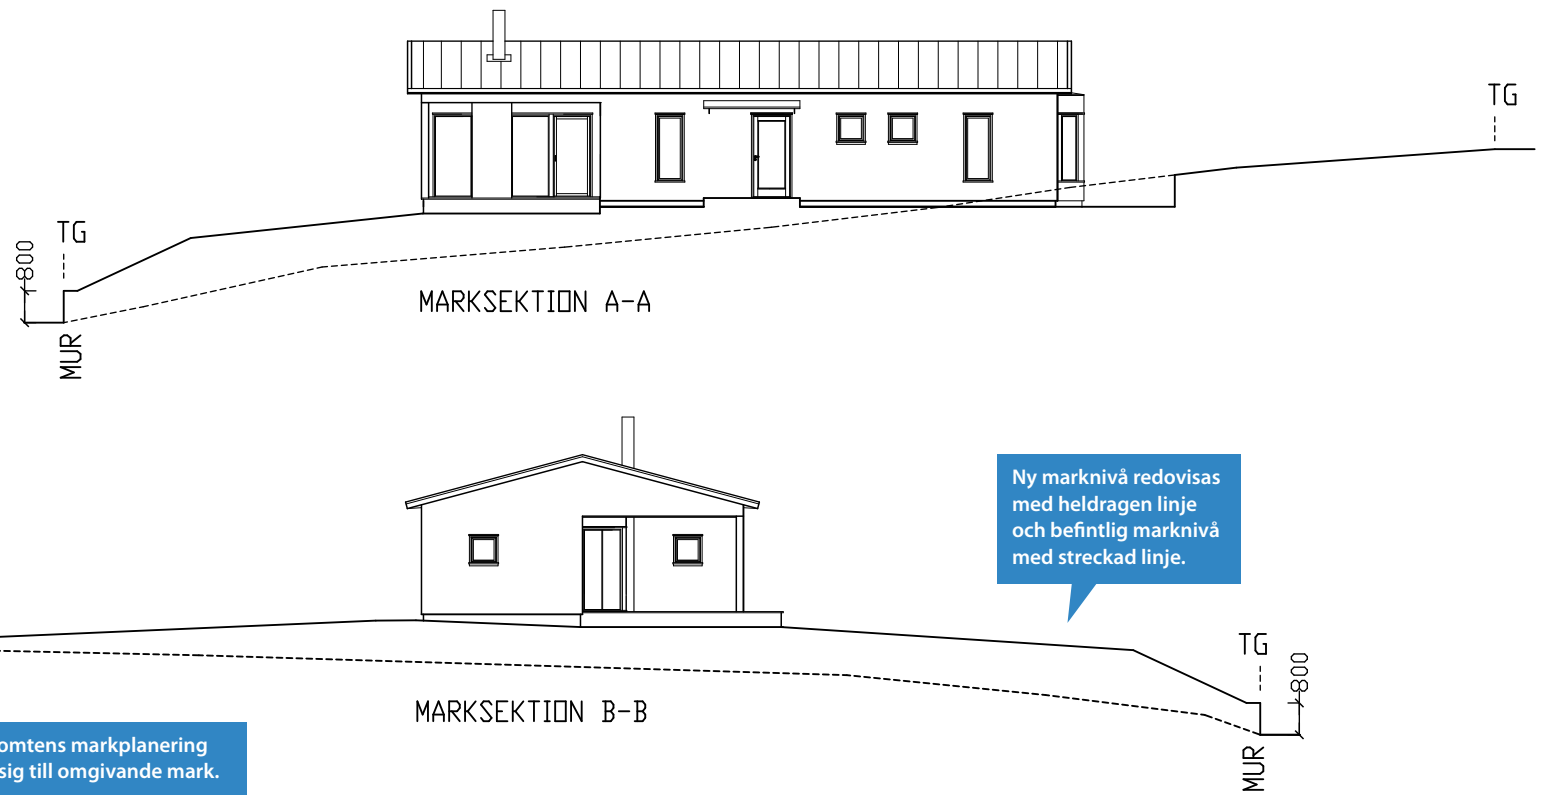 TG
TG
800
MUR
MARKSEKTION A-A
Ny marknivå redovisas
med heldragen linje
och befintlig marknivå
med streckad linje.
TG
800
MUR
MARKSEKTION B-B
omtens markplanering
sig till omgivande mark.